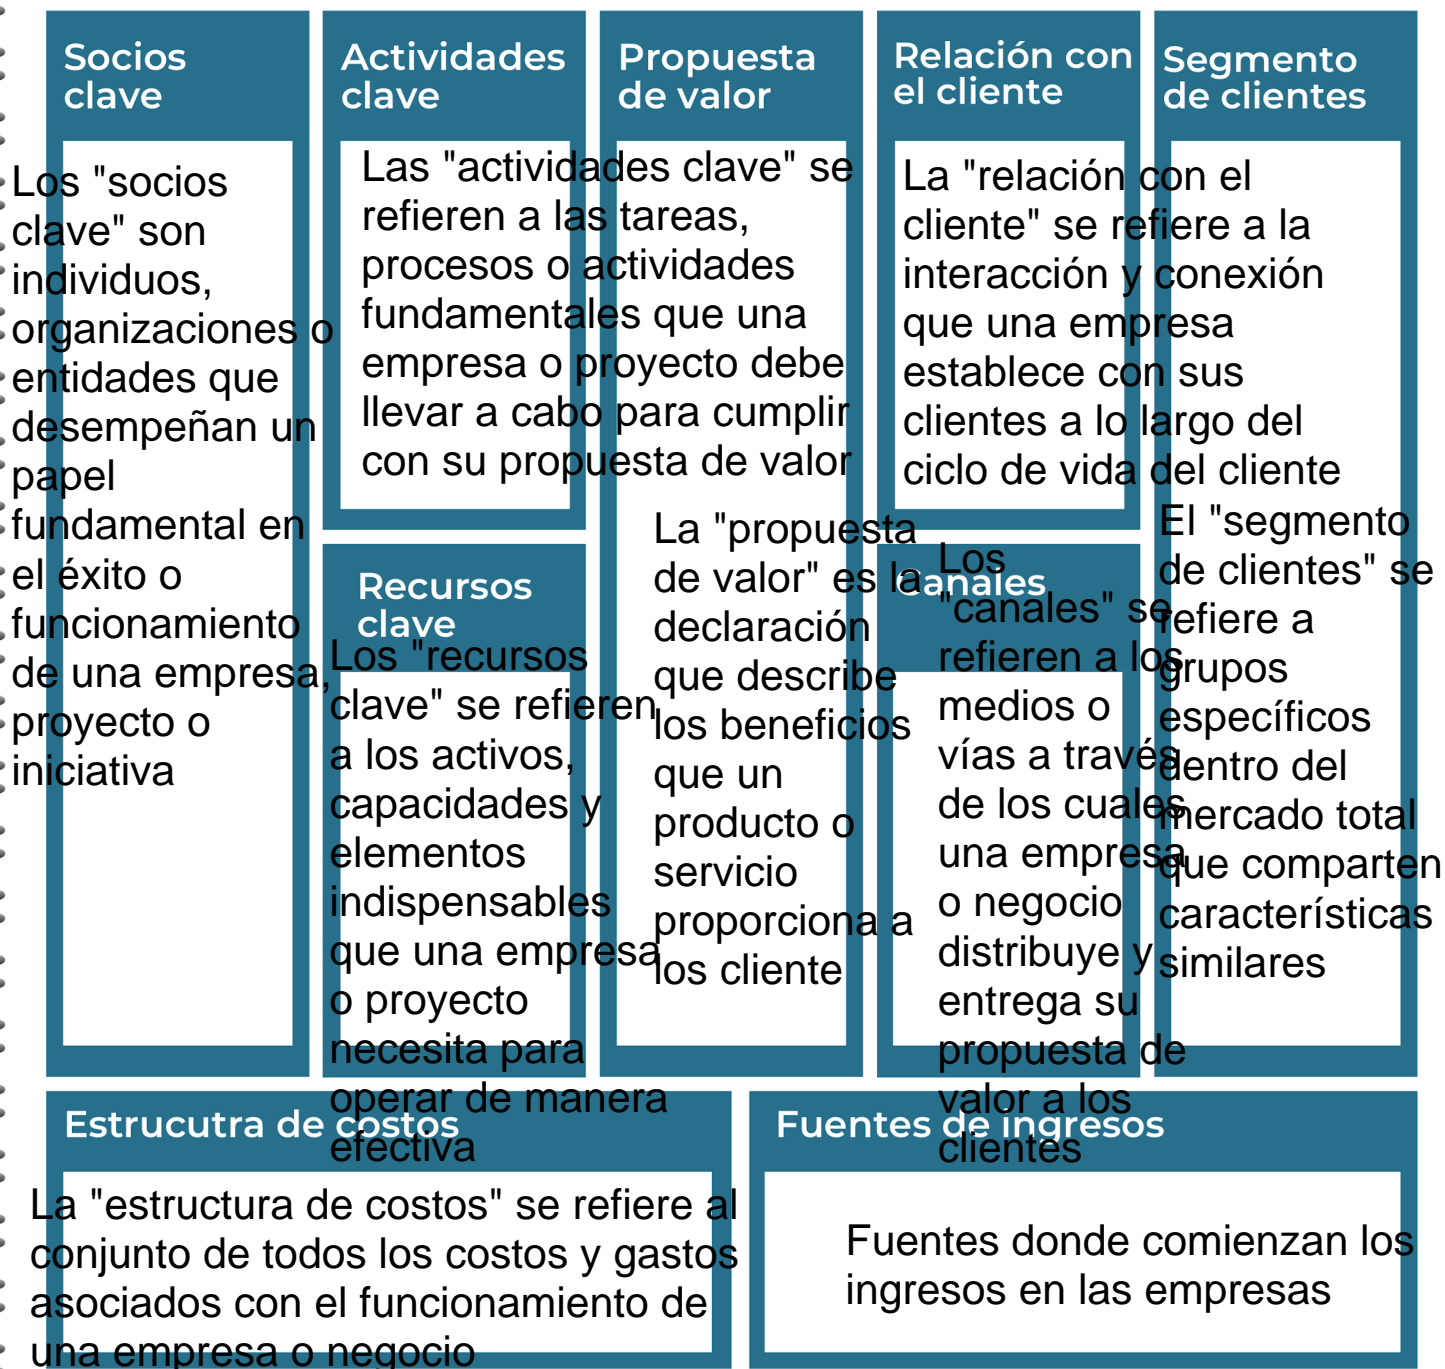 Socios
clave
Los "socios
clave" son
individuos,
organizaciones o
entidades que
desempeñan un
papel
fundamental en
el éxito o
funcionamiento
de una empresa,
proyecto o
iniciativa
Actividades
clave
Las "actividades clave" se
refieren a las tareas,
procesos o actividades
fundamentales que una
empresa o proyecto debe
llevar a cabo para cumplir
con su propuesta de valor
Recursos
clave
Los "recursos
clave" se refieren
a los activos,
capacidades y
elementos
indispensables
que una empresa
o proyecto
necesita para
operar de manera
efectiva
Propuesta
de valor
La "propuesta
de valor" es la
declaración
que describe
los beneficios
que un
producto o
servicio
proporciona a
los cliente
Relación con
el cliente
La "relación con el
cliente" se refiere a la
interacción y conexión
que una empresa
establece con sus
clientes a lo largo del
ciclo de vida del cliente
Canales
Los
"canales" se
refieren a los
medios o
vías a través
de los cuales
una empresa
o negocio
distribuye y
entrega su
propuesta de
valor a los
clientes
Segmento
de clientes
El "segmento
de clientes" se
refiere a
grupos
específicos
dentro del
mercado total
que comparten
características
similares
Estrucutra de costos
La "estructura de costos" se refiere al
conjunto de todos los costos y gastos
asociados con el funcionamiento de
una empresa o negocio
Fuentes de ingresos
Fuentes donde comienzan los
ingresos en las empresas